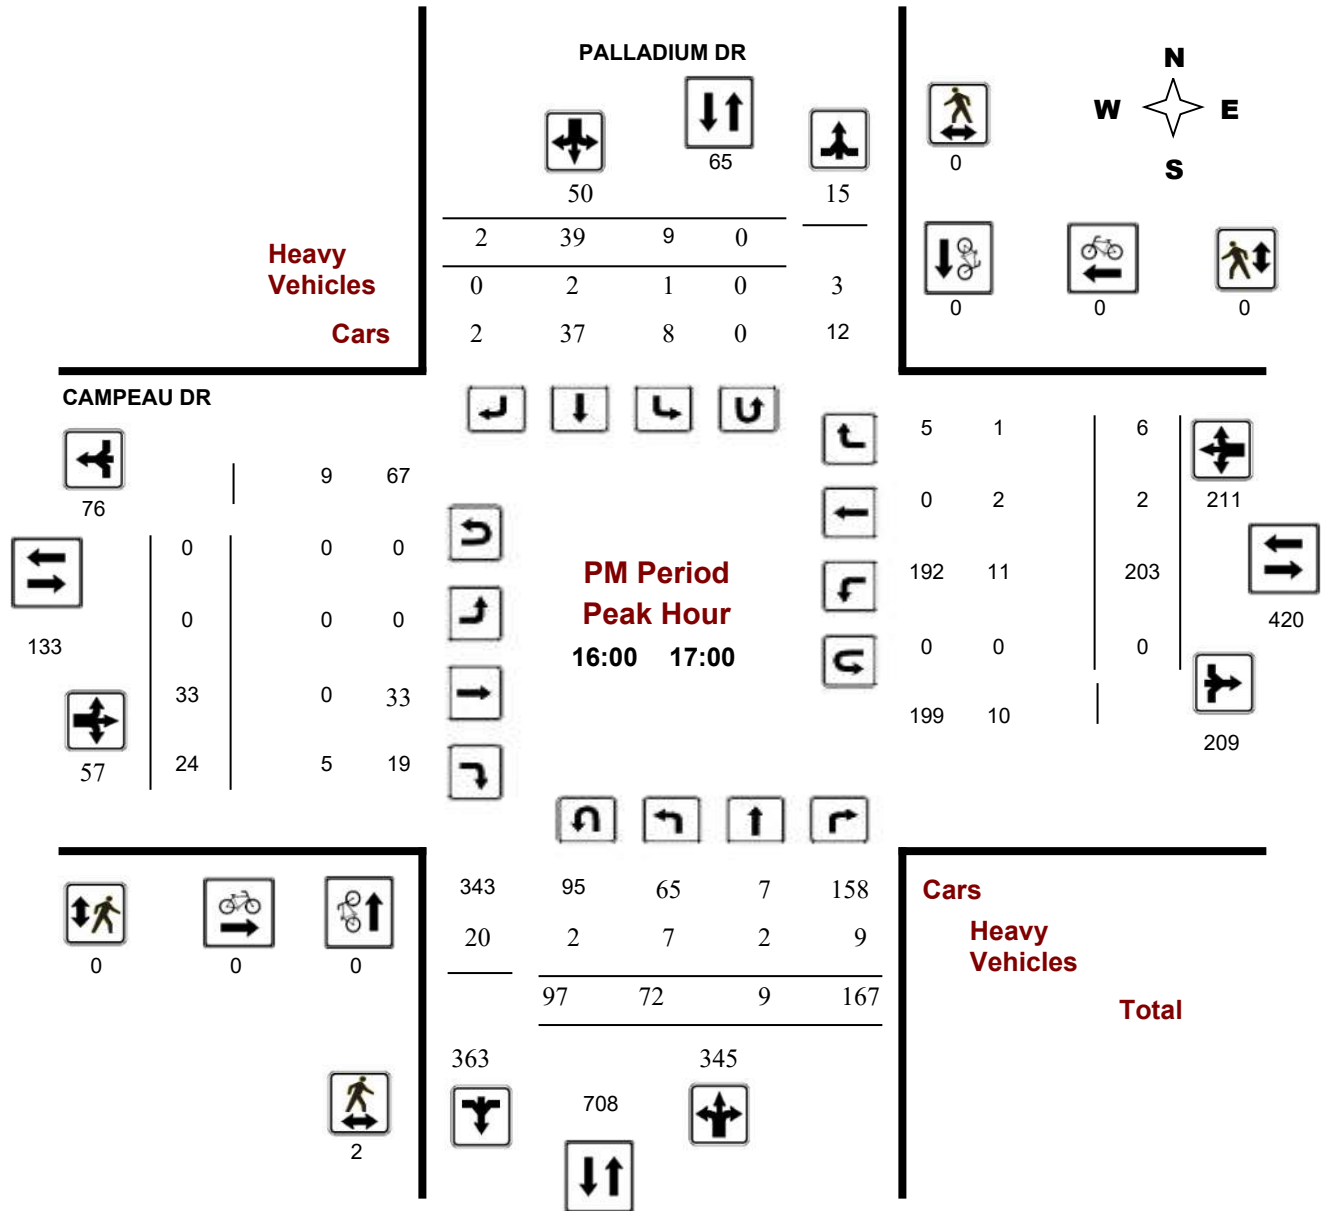 PALLADIUM DR
N
W E
S
65
0
50 15
2 39 9 0
Heavy
Vehicles
0 2 1 0 3
0 0 0
Cars
2 37 8 0 12
CAMPEAU DR
5 1 6
9 67
76
0 2 2 211
0 0 0
PM Period
192 11 203
Peak Hour
0 0 0
420
133
16:00 17:00
0 0 0
33 0 33
199 10
209
24 5 19
57
343 95 65 7 158
Cars
20 2 7 2 9
Heavy
Vehicles
0 0 0
97 72 9 167
Total
363 345
708
2